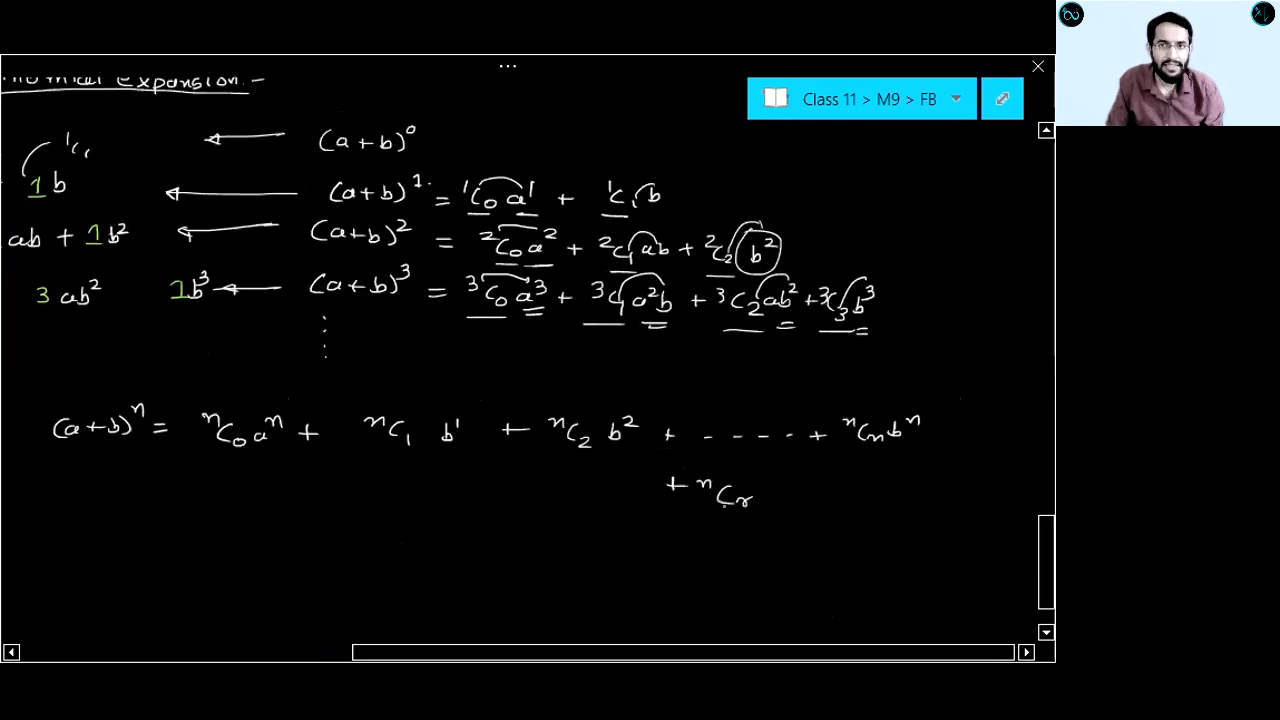 expansion:-
Class 11 > M9 > FB
¹C₁ ← (a+b)⁰
1b ← (a+b)¹ = ¹C₀a¹ + ¹C₁b
ab + 1b² ← (a+b)² = ²C₀a² + ²C₁ab + ²C₂b²
3ab² 1b³ ← (a+b)³ = ³C₀a³ + ³C₁a²b + ³C₂ab² + ³C₃b³
(a+b)ⁿ = ⁿC₀aⁿ + ⁿC₁ b¹ + ⁿC₂ b² + - - - - + ⁿCₙbⁿ
+ ⁿCᵣ